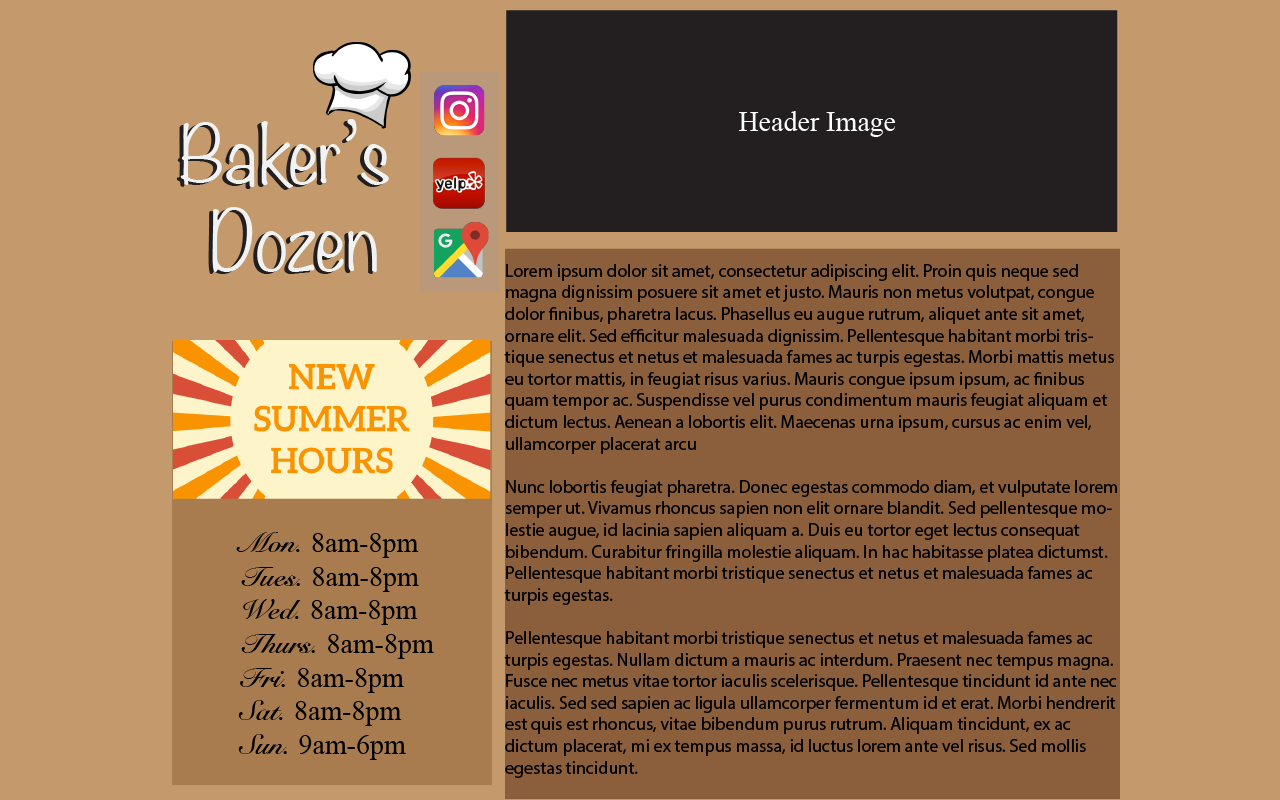 Baker's
Dozen
yelp
G
Header Image
NEW
SUMMER
HOURS
Mon. 8am-8pm
Tues. 8am-8pm
Wed. 8am-8pm
Thurs. 8am-8pm
Fri. 8am-8pm
Sat. 8am-8pm
Sun. 9am-6pm
Lorem ipsum dolor sit amet, consectetur adipiscing elit. Proin quis neque sed
magna dignissim posuere sit amet et justo. Mauris non metus volutpat, congue
dolor finibus, pharetra lacus. Phasellus eu augue rutrum, aliquet ante sit amet,
ornare elit. Sed efficitur malesuada dignissim. Pellentesque habitant morbi tris-
tique senectus et netus et malesuada fames ac turpis egestas. Morbi mattis metus
eu tortor mattis, in feugiat risus varius. Mauris congue ipsum ipsum, ac finibus
quam tempor ac. Suspendisse vel purus condimentum mauris feugiat aliquam et
dictum lectus. Aenean a lobortis elit. Maecenas urna ipsum, cursus ac enim vel,
ullamcorper placerat arcu
Nunc lobortis feugiat pharetra. Donec egestas commodo diam, et vulputate lorem
semper ut. Vivamus rhoncus sapien non elit ornare blandit. Sed pellentesque mo-
lestie augue, id lacinia sapien aliquam a. Duis eu tortor eget lectus consequat
bibendum. Curabitur fringilla molestie aliquam. In hac habitasse platea dictumst.
Pellentesque habitant morbi tristique senectus et netus et malesuada fames ac
turpis egestas.
Pellentesque habitant morbi tristique senectus et netus et malesuada fames ac
turpis egestas. Nullam dictum a mauris ac interdum. Praesent nec tempus magna.
Fusce nec metus vitae tortor iaculis scelerisque. Pellentesque tincidunt id ante nec
iaculis. Sed sed sapien ac ligula ullamcorper fermentum id et erat. Morbi hendrerit
est quis est rhoncus, vitae bibendum purus rutrum. Aliquam tincidunt, ex ac
dictum placerat, mi ex tempus massa, id luctus lorem ante vel risus. Sed mollis
egestas tincidunt.